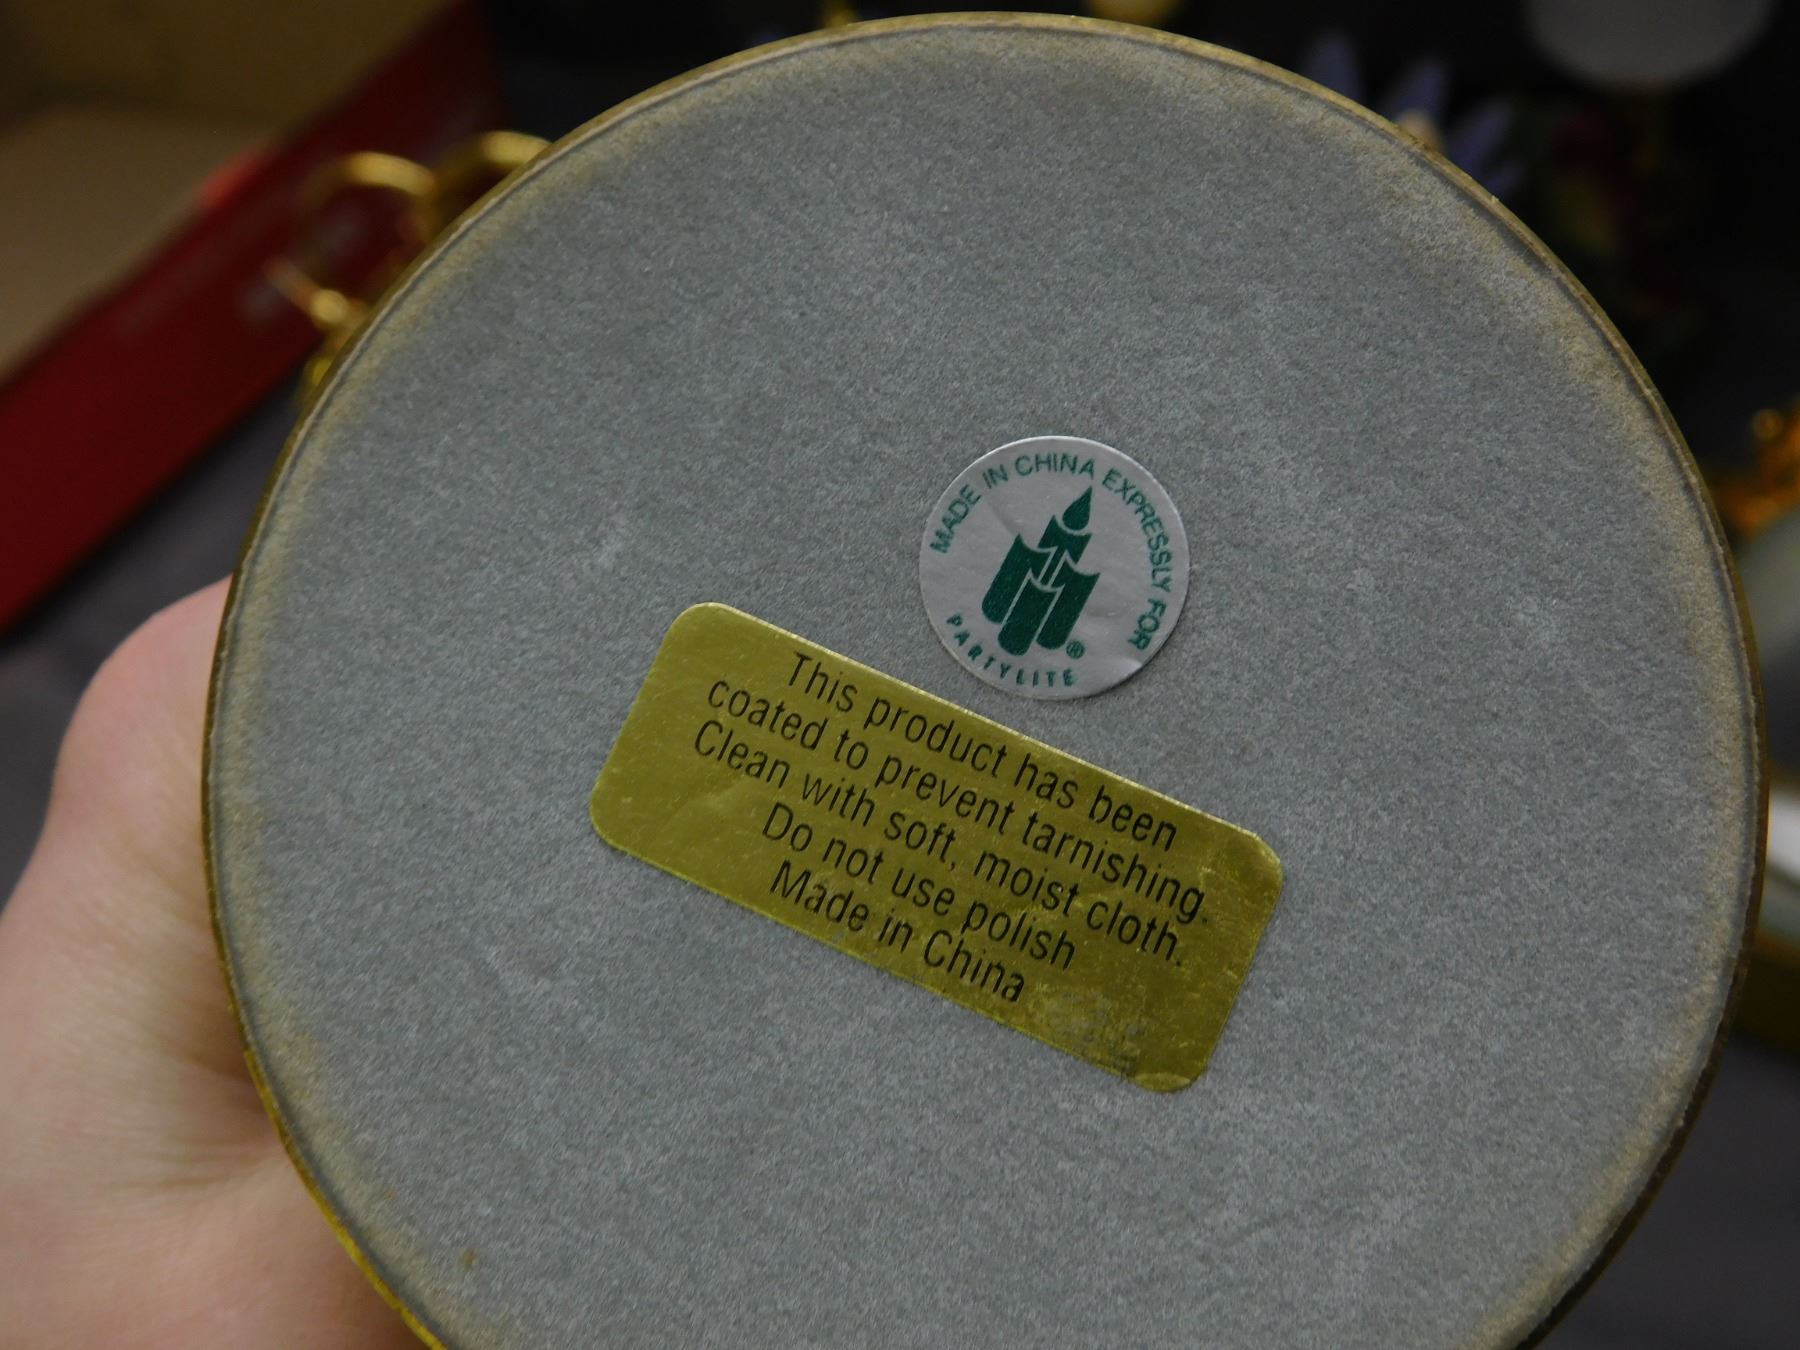 MADE IN CHINA EXPRESSLY FOR
PARTYLITE ®
This product has been
coated to prevent tarnishing.
Clean with soft, moist cloth.
Do not use polish
Made in China